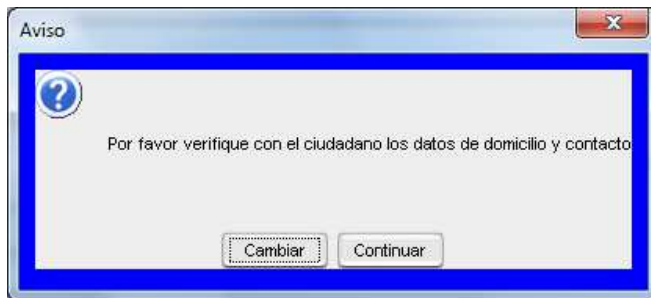 Aviso
Por favor verifique con el ciudadano los datos de domicilio y contacto
Cambiar Continuar